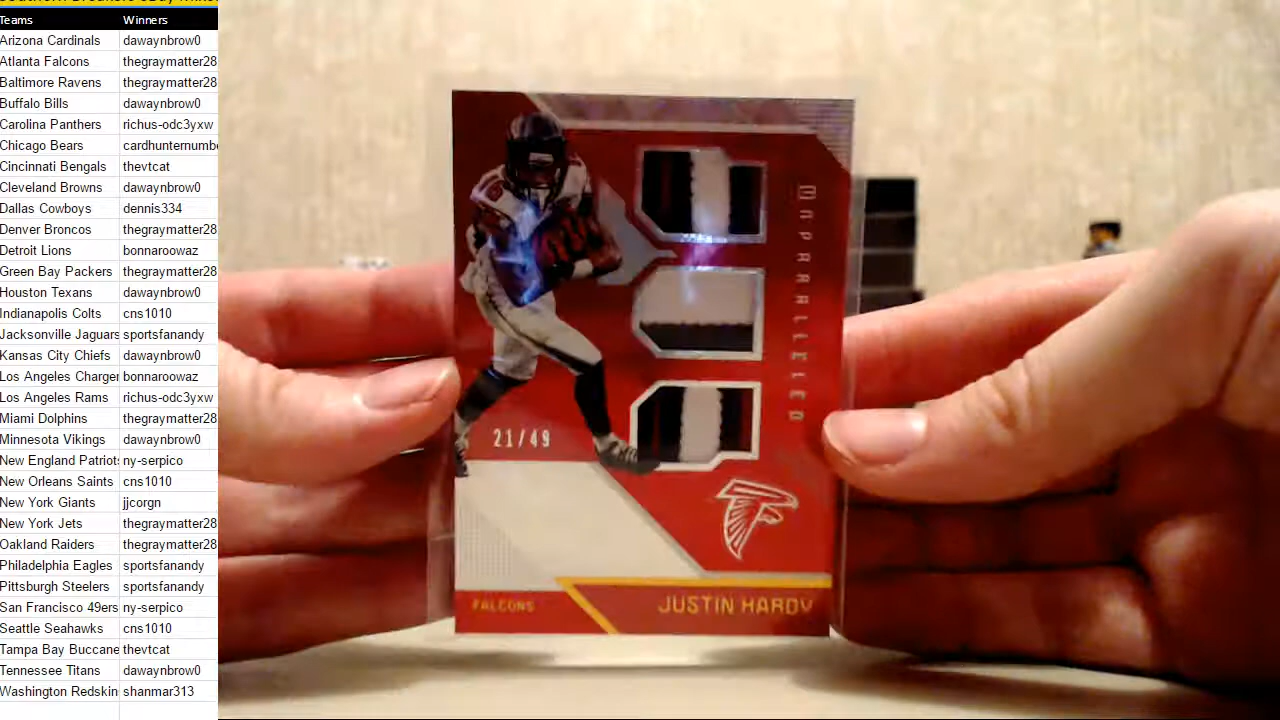 Teams Winners
Arizona Cardinals dawaynbrow0
Atlanta Falcons thegraymatter28
Baltimore Ravens thegraymatter28
Buffalo Bills dawaynbrow0
Carolina Panthers richus-odc3yxw
Chicago Bears cardhunternumbe
Cincinnati Bengals thevtcat
Cleveland Browns dawaynbrow0
Dallas Cowboys dennis334
Denver Broncos thegraymatter28
Detroit Lions bonnaroowaz
Green Bay Packers thegraymatter28
Houston Texans dawaynbrow0
Indianapolis Colts cns1010
Jacksonville Jaguars sportsfanandy
Kansas City Chiefs dawaynbrow0
Los Angeles Charger bonnaroowaz
Los Angeles Rams richus-odc3yxw
Miami Dolphins thegraymatter28
Minnesota Vikings dawaynbrow0
New England Patriots ny-serpico
New Orleans Saints cns1010
New York Giants jjcorgn
New York Jets thegraymatter28
Oakland Raiders thegraymatter28
Philadelphia Eagles sportsfanandy
Pittsburgh Steelers sportsfanandy
San Francisco 49ers ny-serpico
Seattle Seahawks cns1010
Tampa Bay Buccane thevtcat
Tennessee Titans dawaynbrow0
Washington Redskin shanmar313
UNPARALLELED
21/49
FALCONS
JUSTIN HARDY